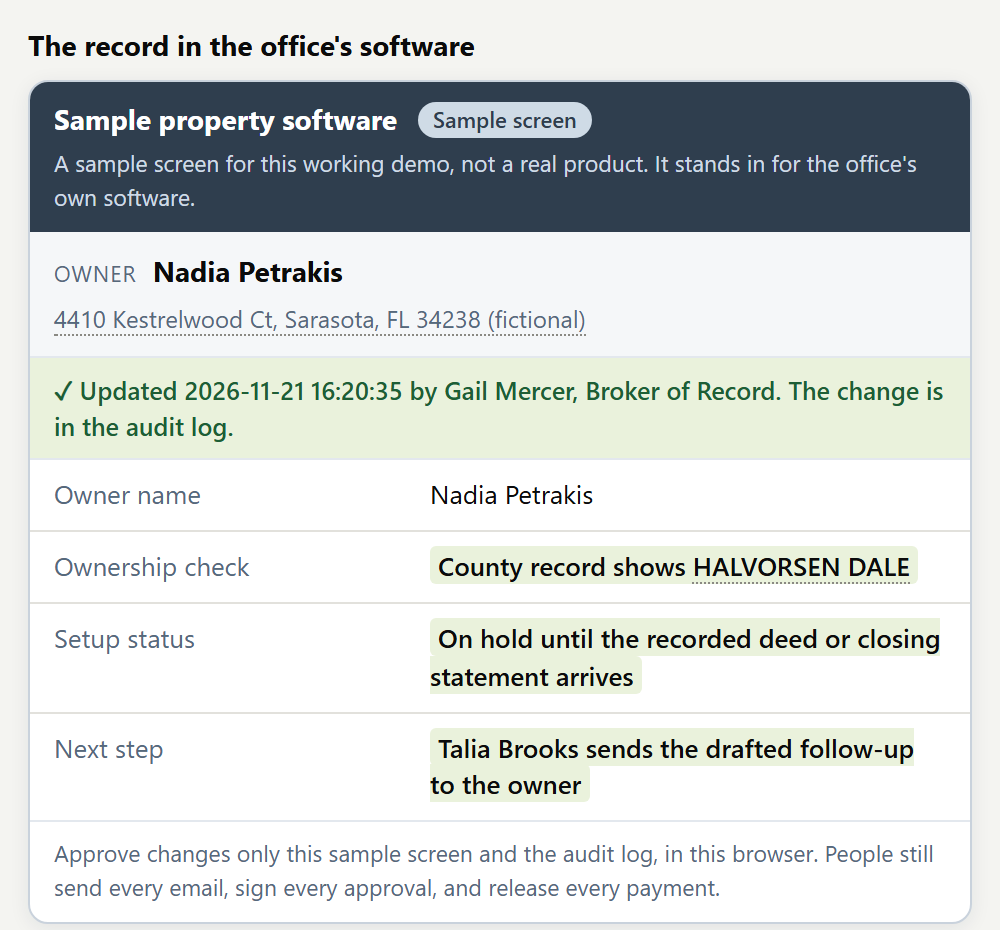 The record in the office's software
Sample property software
Sample screen
A sample screen for this working demo, not a real product. It stands in for the office's
own software.
OWNER Nadia Petrakis
4410 Kestrelwood Ct, Sarasota, FL 34238 (fictional)
✓ Updated 2026-11-21 16:20:35 by Gail Mercer, Broker of Record. The change is
in the audit log.
Owner name Nadia Petrakis
Ownership check County record shows HALVORSEN DALE
Setup status On hold until the recorded deed or closing
statement arrives
Next step Talia Brooks sends the drafted follow-up
to the owner
Approve changes only this sample screen and the audit log, in this browser. People still
send every email, sign every approval, and release every payment.